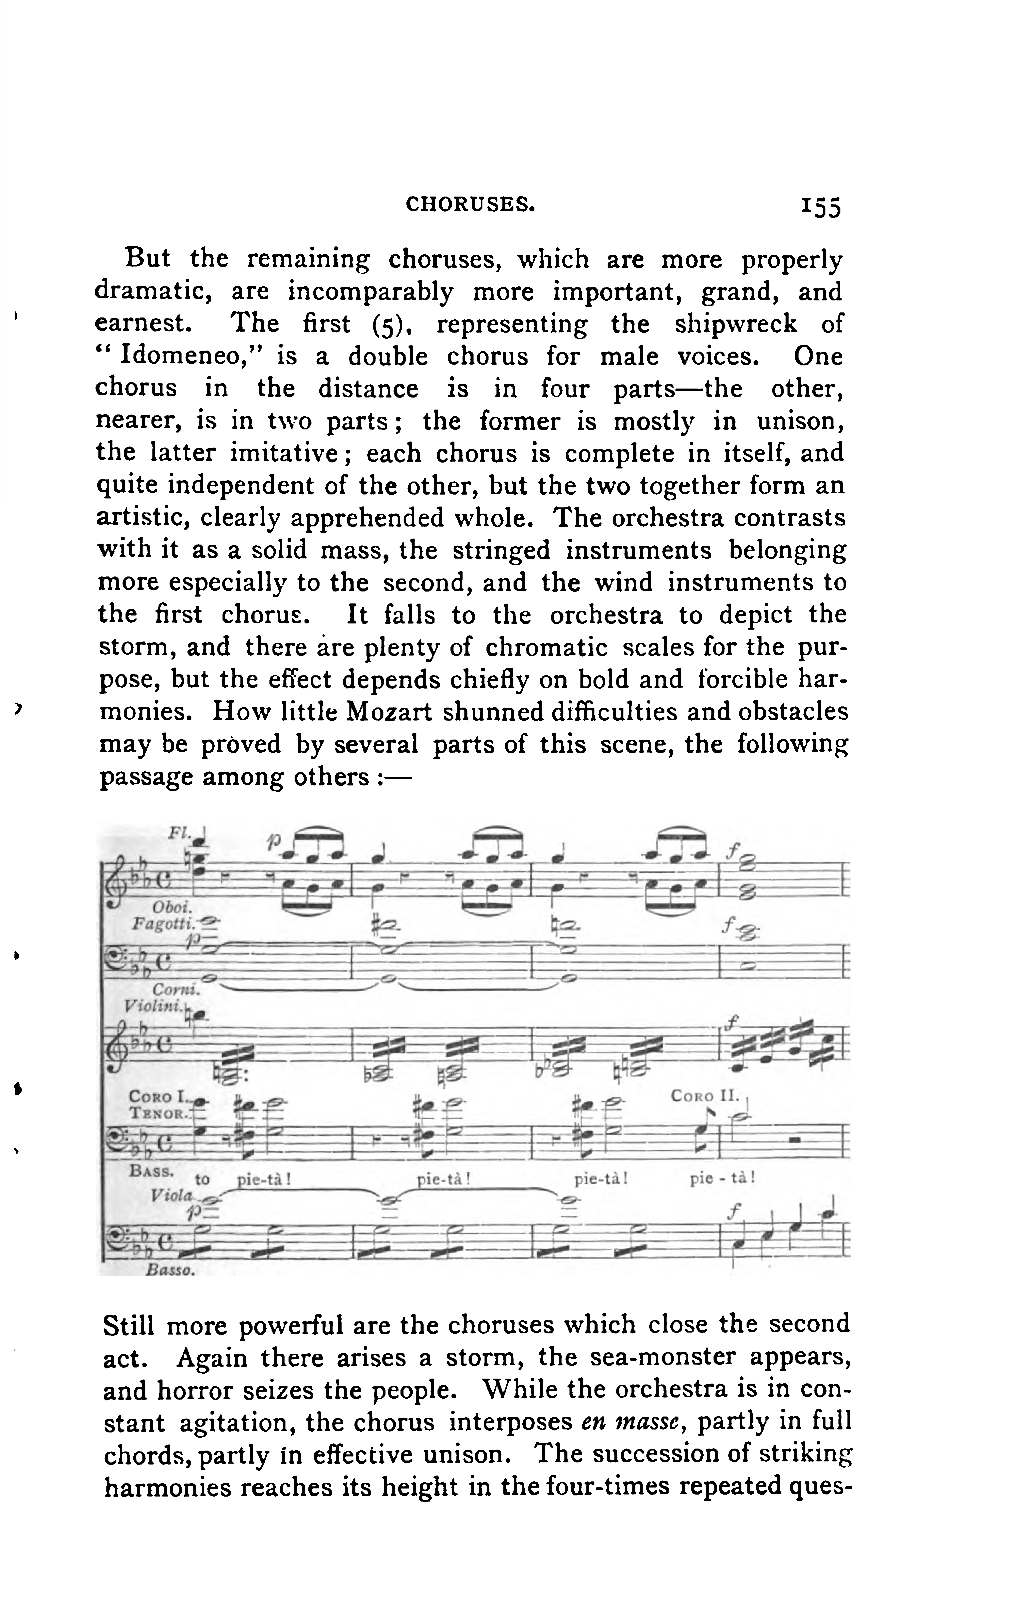 CHORUSES. 155
But the remaining choruses, which are more properly
dramatic, are incomparably more important, grand, and
earnest. The first (5), representing the shipwreck of
“ Idomeneo,” is a double chorus for male voices. One
chorus in the distance is in four parts—the other,
nearer, is in two parts ; the former is mostly in unison,
the latter imitative ; each chorus is complete in itself, and
quite independent of the other, but the two together form an
artistic, clearly apprehended whole. The orchestra contrasts
with it as a solid mass, the stringed instruments belonging
more especially to the second, and the wind instruments to
the first chorus. It falls to the orchestra to depict the
storm, and there are plenty of chromatic scales for the pur-
pose, but the effect depends chiefly on bold and forcible har-
monies. How little Mozart shunned difficulties and obstacles
may be proved by several parts of this scene, the following
passage among others :—
Fl.
p f
Oboi.
Fagotti.
p f
Corni.
Violini.
f
CORO I. CORO II.
TENOR.
BASS. to pie-tà ! pie-tà ! pie-tà ! pie - tà !
Viola
p f
Basso.
Still more powerful are the choruses which close the second
act. Again there arises a storm, the sea-monster appears,
and horror seizes the people. While the orchestra is in con-
stant agitation, the chorus interposes en masse, partly in full
chords, partly in effective unison. The succession of striking
harmonies reaches its height in the four-times repeated ques-